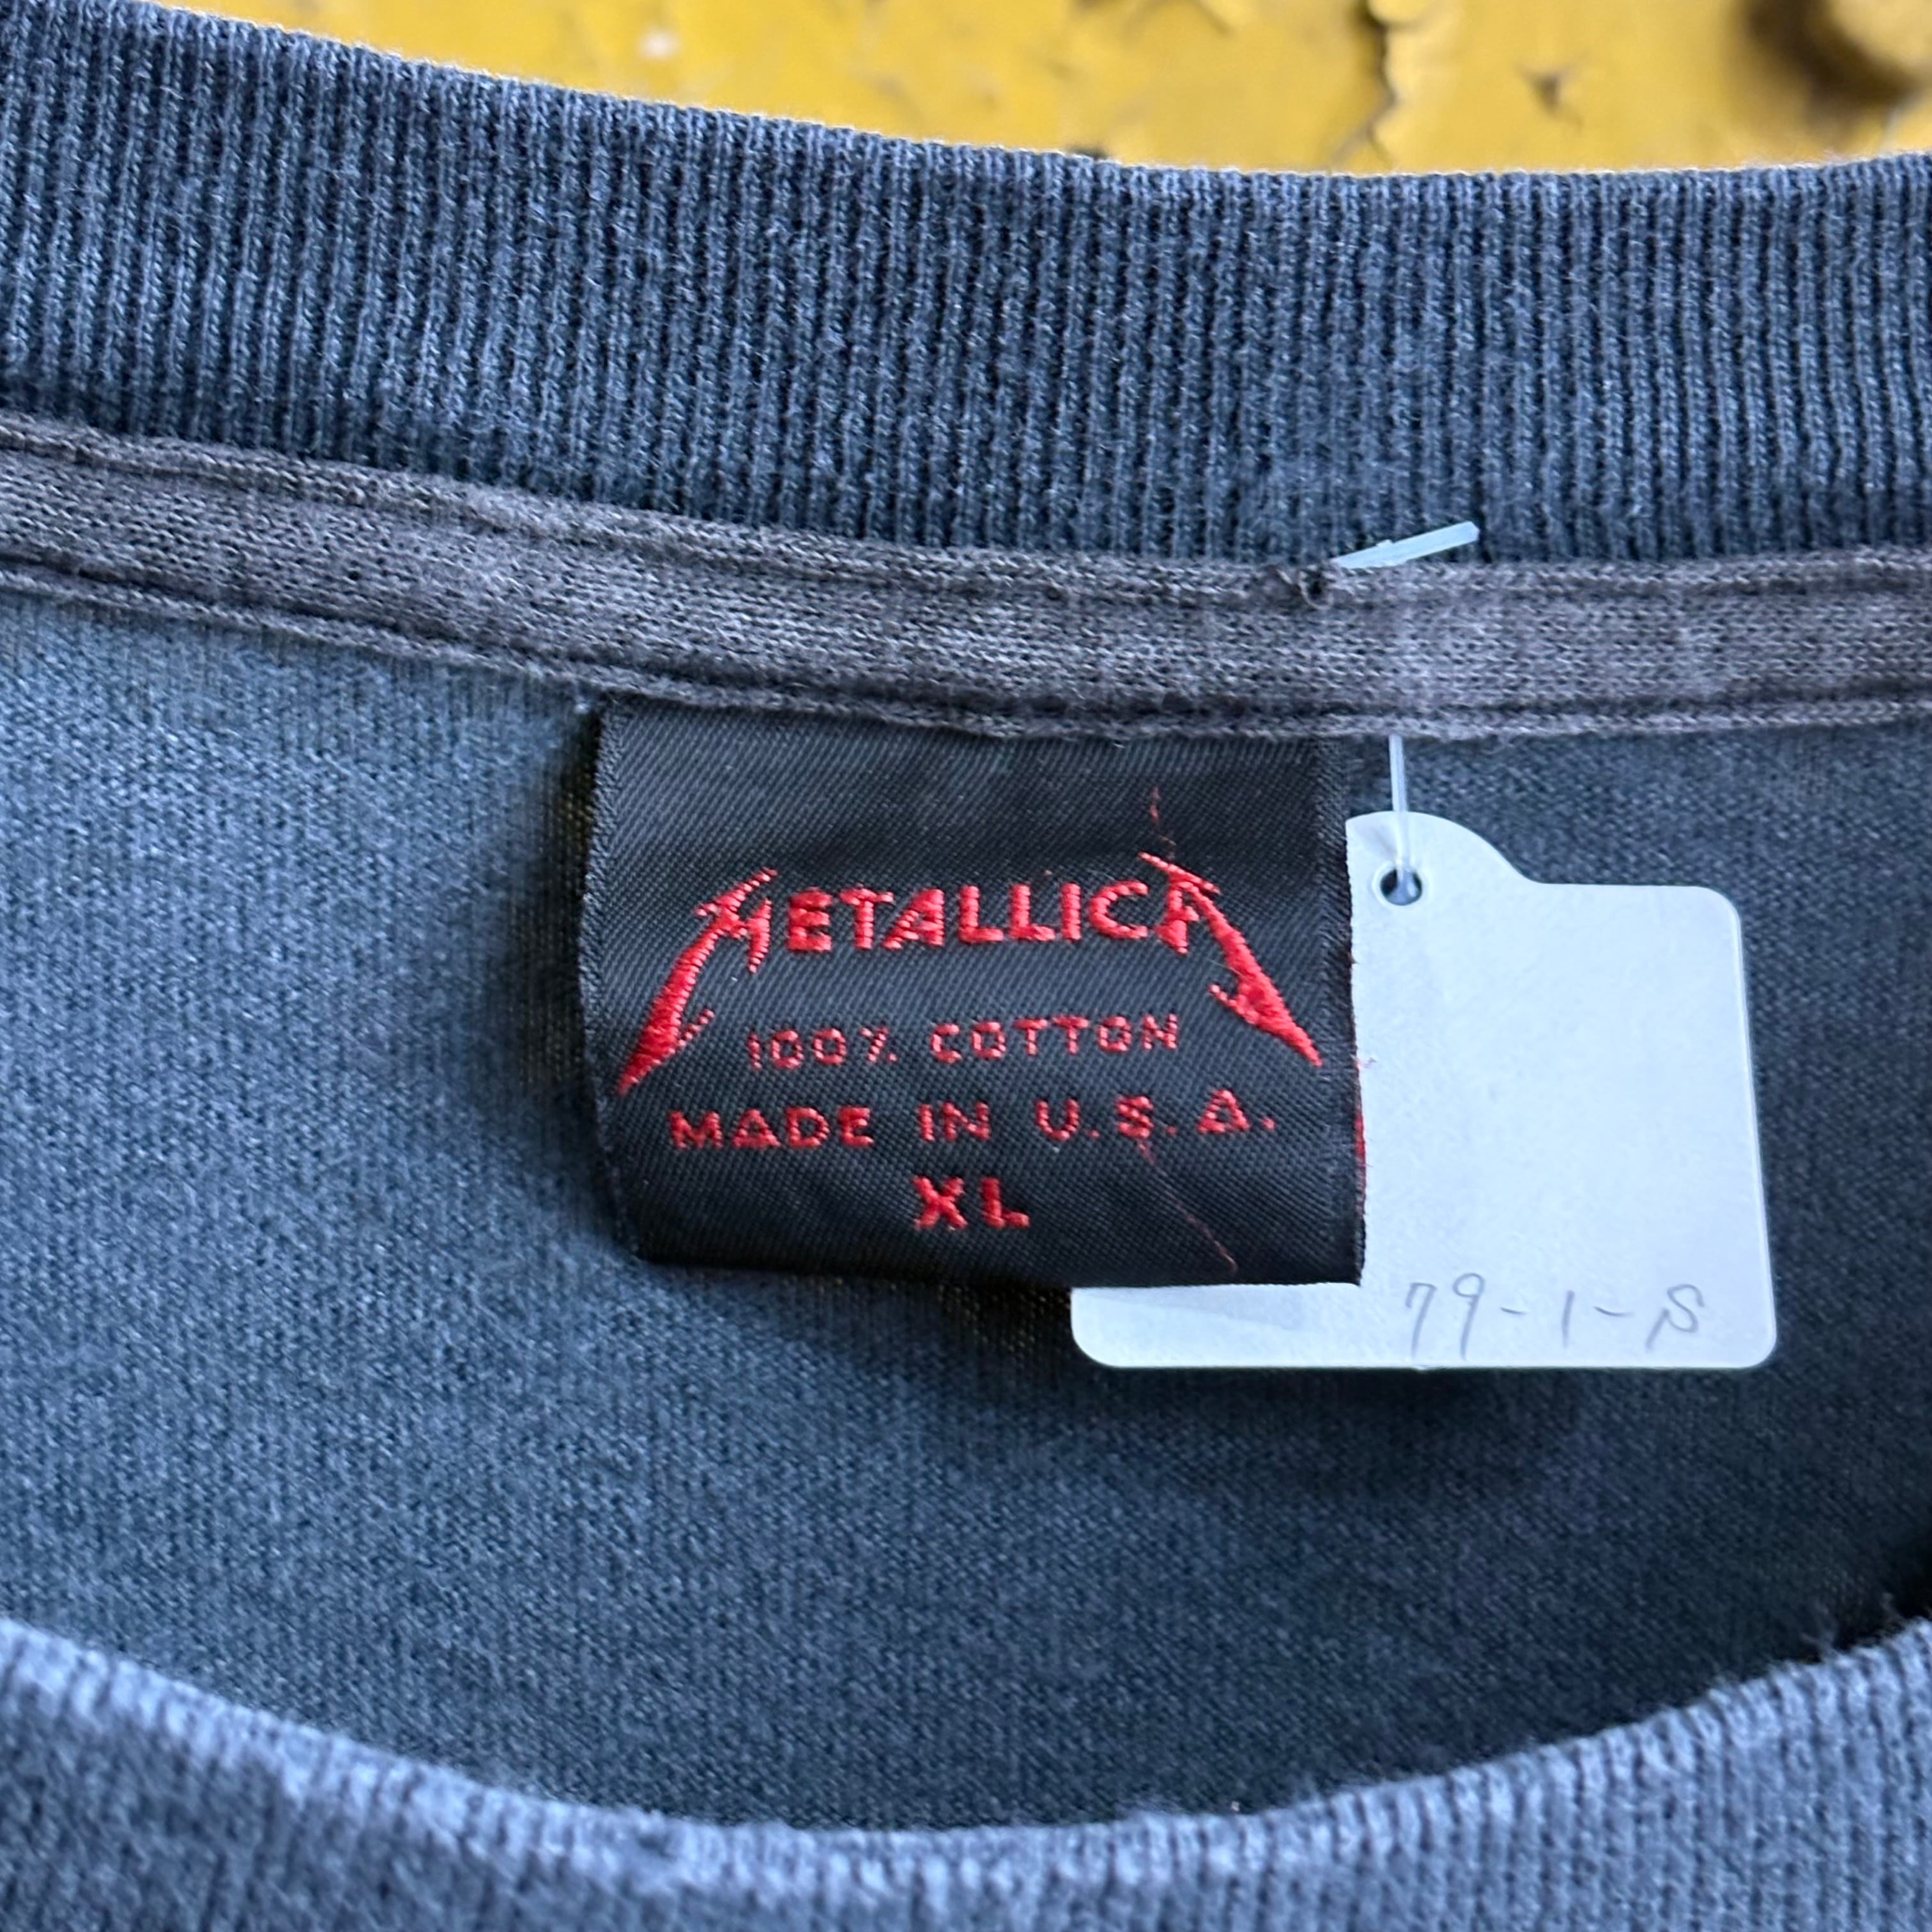 METALLICA
100% COTTON
MADE IN U.S.A.
XL
79-1-S